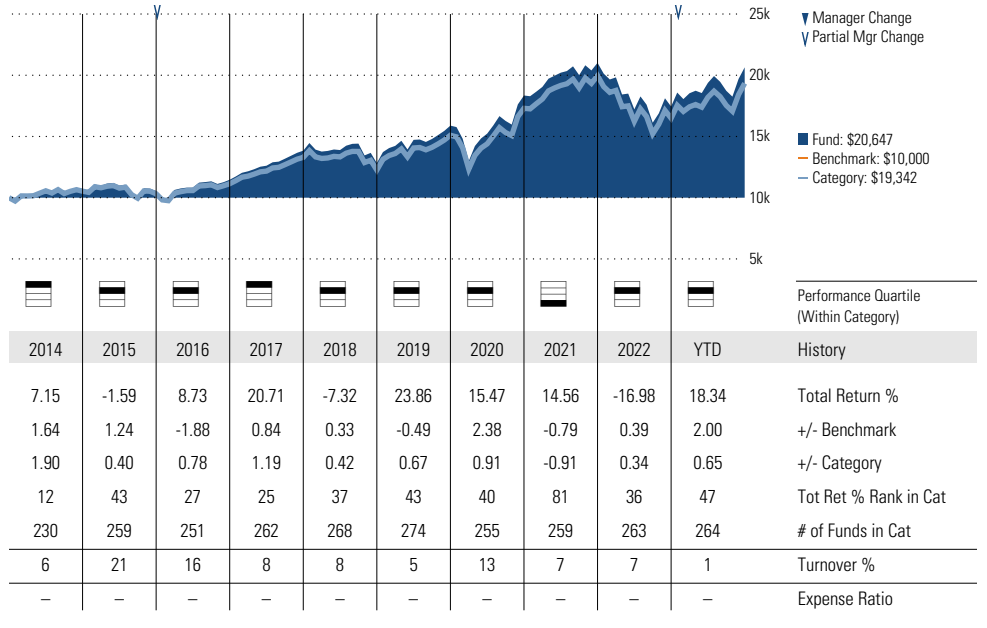 25k
Manager Change
Partial Mgr Change
20k
15k
Fund: $20,647
Benchmark: $10,000
Category: $19,342
10k
5k
Performance Quartile
(Within Category)
2014 2015 2016 2017 2018 2019 2020 2021 2022 YTD History
7.15 -1.59 8.73 20.71 -7.32 23.86 15.47 14.56 -16.98 18.34 Total Return %
1.64 1.24 -1.88 0.84 0.33 -0.49 2.38 -0.79 0.39 2.00 +/- Benchmark
1.90 0.40 0.78 1.19 0.42 0.67 0.91 -0.91 0.34 0.65 +/- Category
12 43 27 25 37 43 40 81 36 47 Tot Ret % Rank in Cat
230 259 251 262 268 274 255 259 263 264 # of Funds in Cat
6 21 16 8 8 5 13 7 7 1 Turnover %
– – – – – – – – – – Expense Ratio